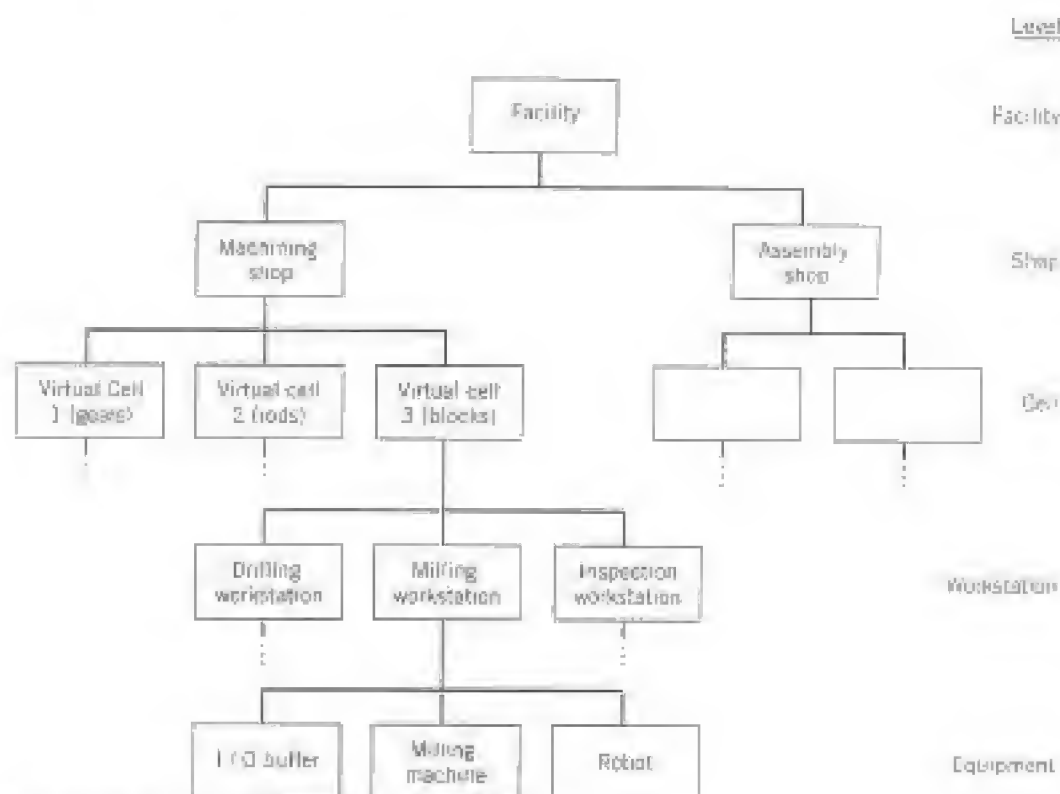 Level
Facility
Facility
Machining
shop
Assembly
shop
Shop
Virtual Cell
1 (gears)
Virtual cell
2 (rods)
Virtual cell
3 (blocks)
Cell
Drilling
workstation
Milling
workstation
Inspection
workstation
Workstation
I / O buffer
Milling
machine
Robot
Equipment